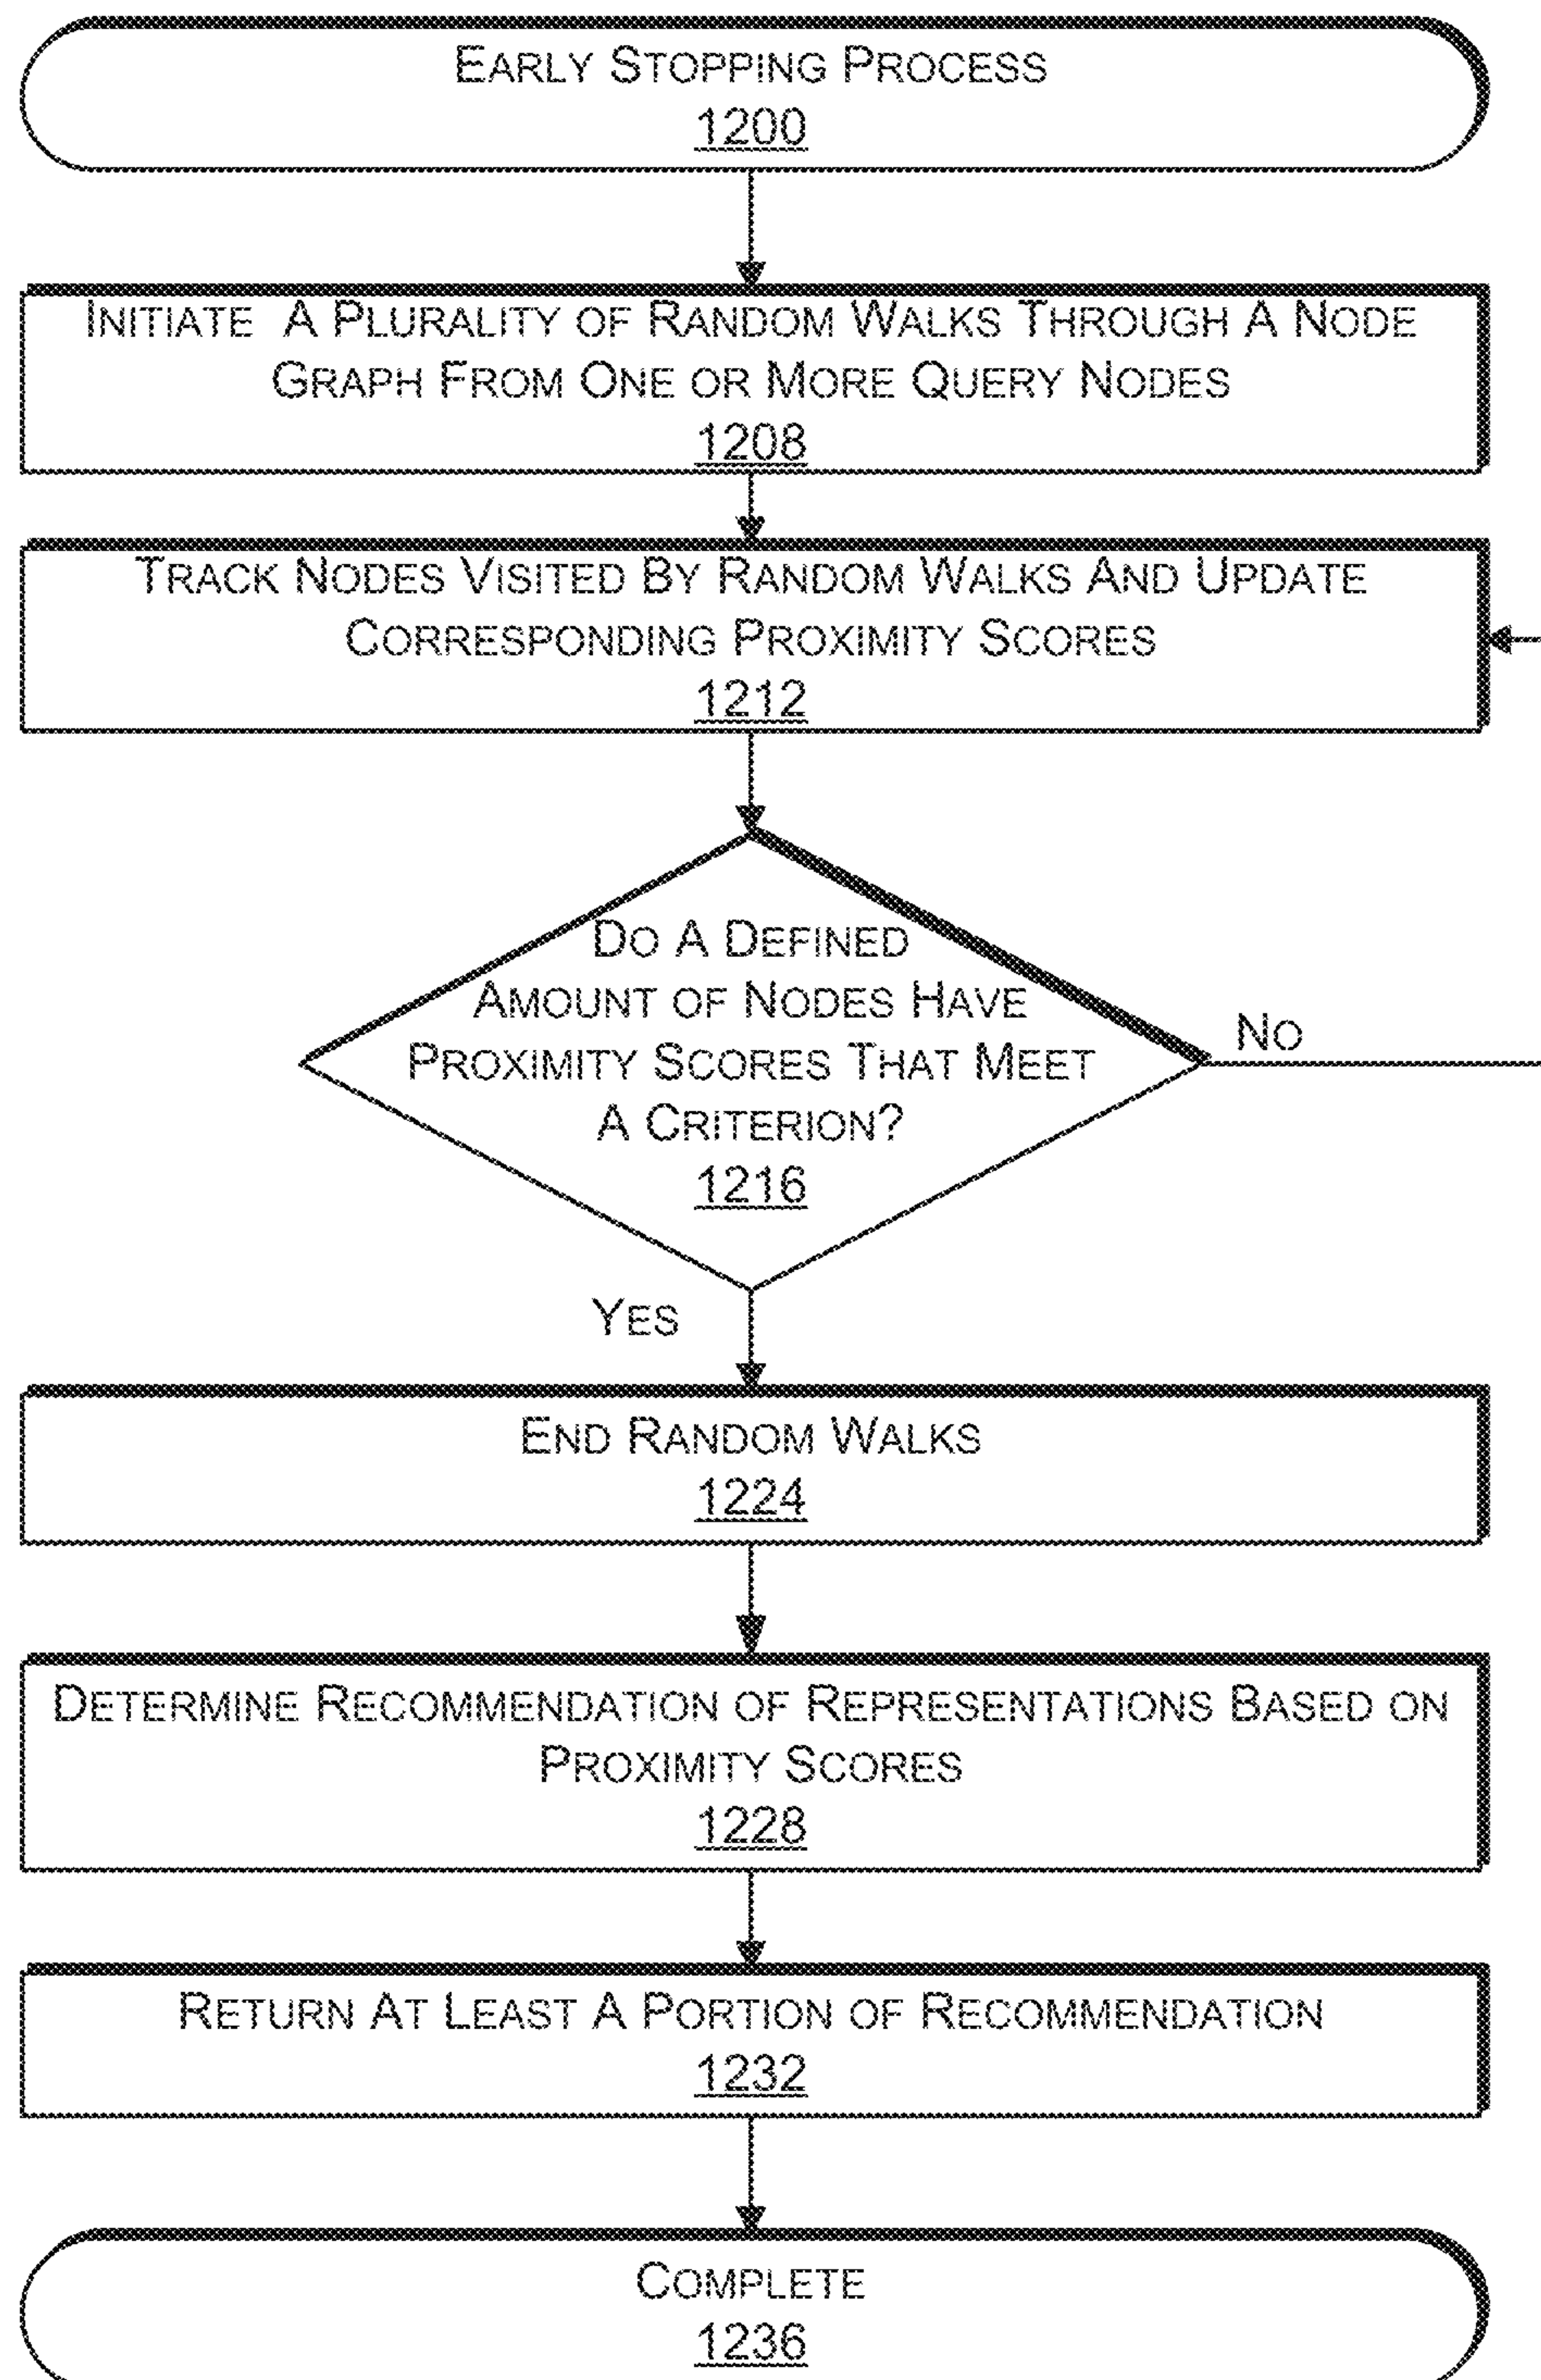 EARLY STOPPING PROCESS
1200
INITIATE A PLURALITY OF RANDOM WALKS THROUGH A NODE
GRAPH FROM ONE OR MORE QUERY NODES
1208
TRACK NODES VISITED BY RANDOM WALKS AND UPDATE
CORRESPONDING PROXIMITY SCORES
1212
DO A DEFINED
AMOUNT OF NODES HAVE
PROXIMITY SCORES THAT MEET
A CRITERION?
1216
NO
YES
END RANDOM WALKS
1224
DETERMINE RECOMMENDATION OF REPRESENTATIONS BASED ON
PROXIMITY SCORES
1228
RETURN AT LEAST A PORTION OF RECOMMENDATION
1232
COMPLETE
1236